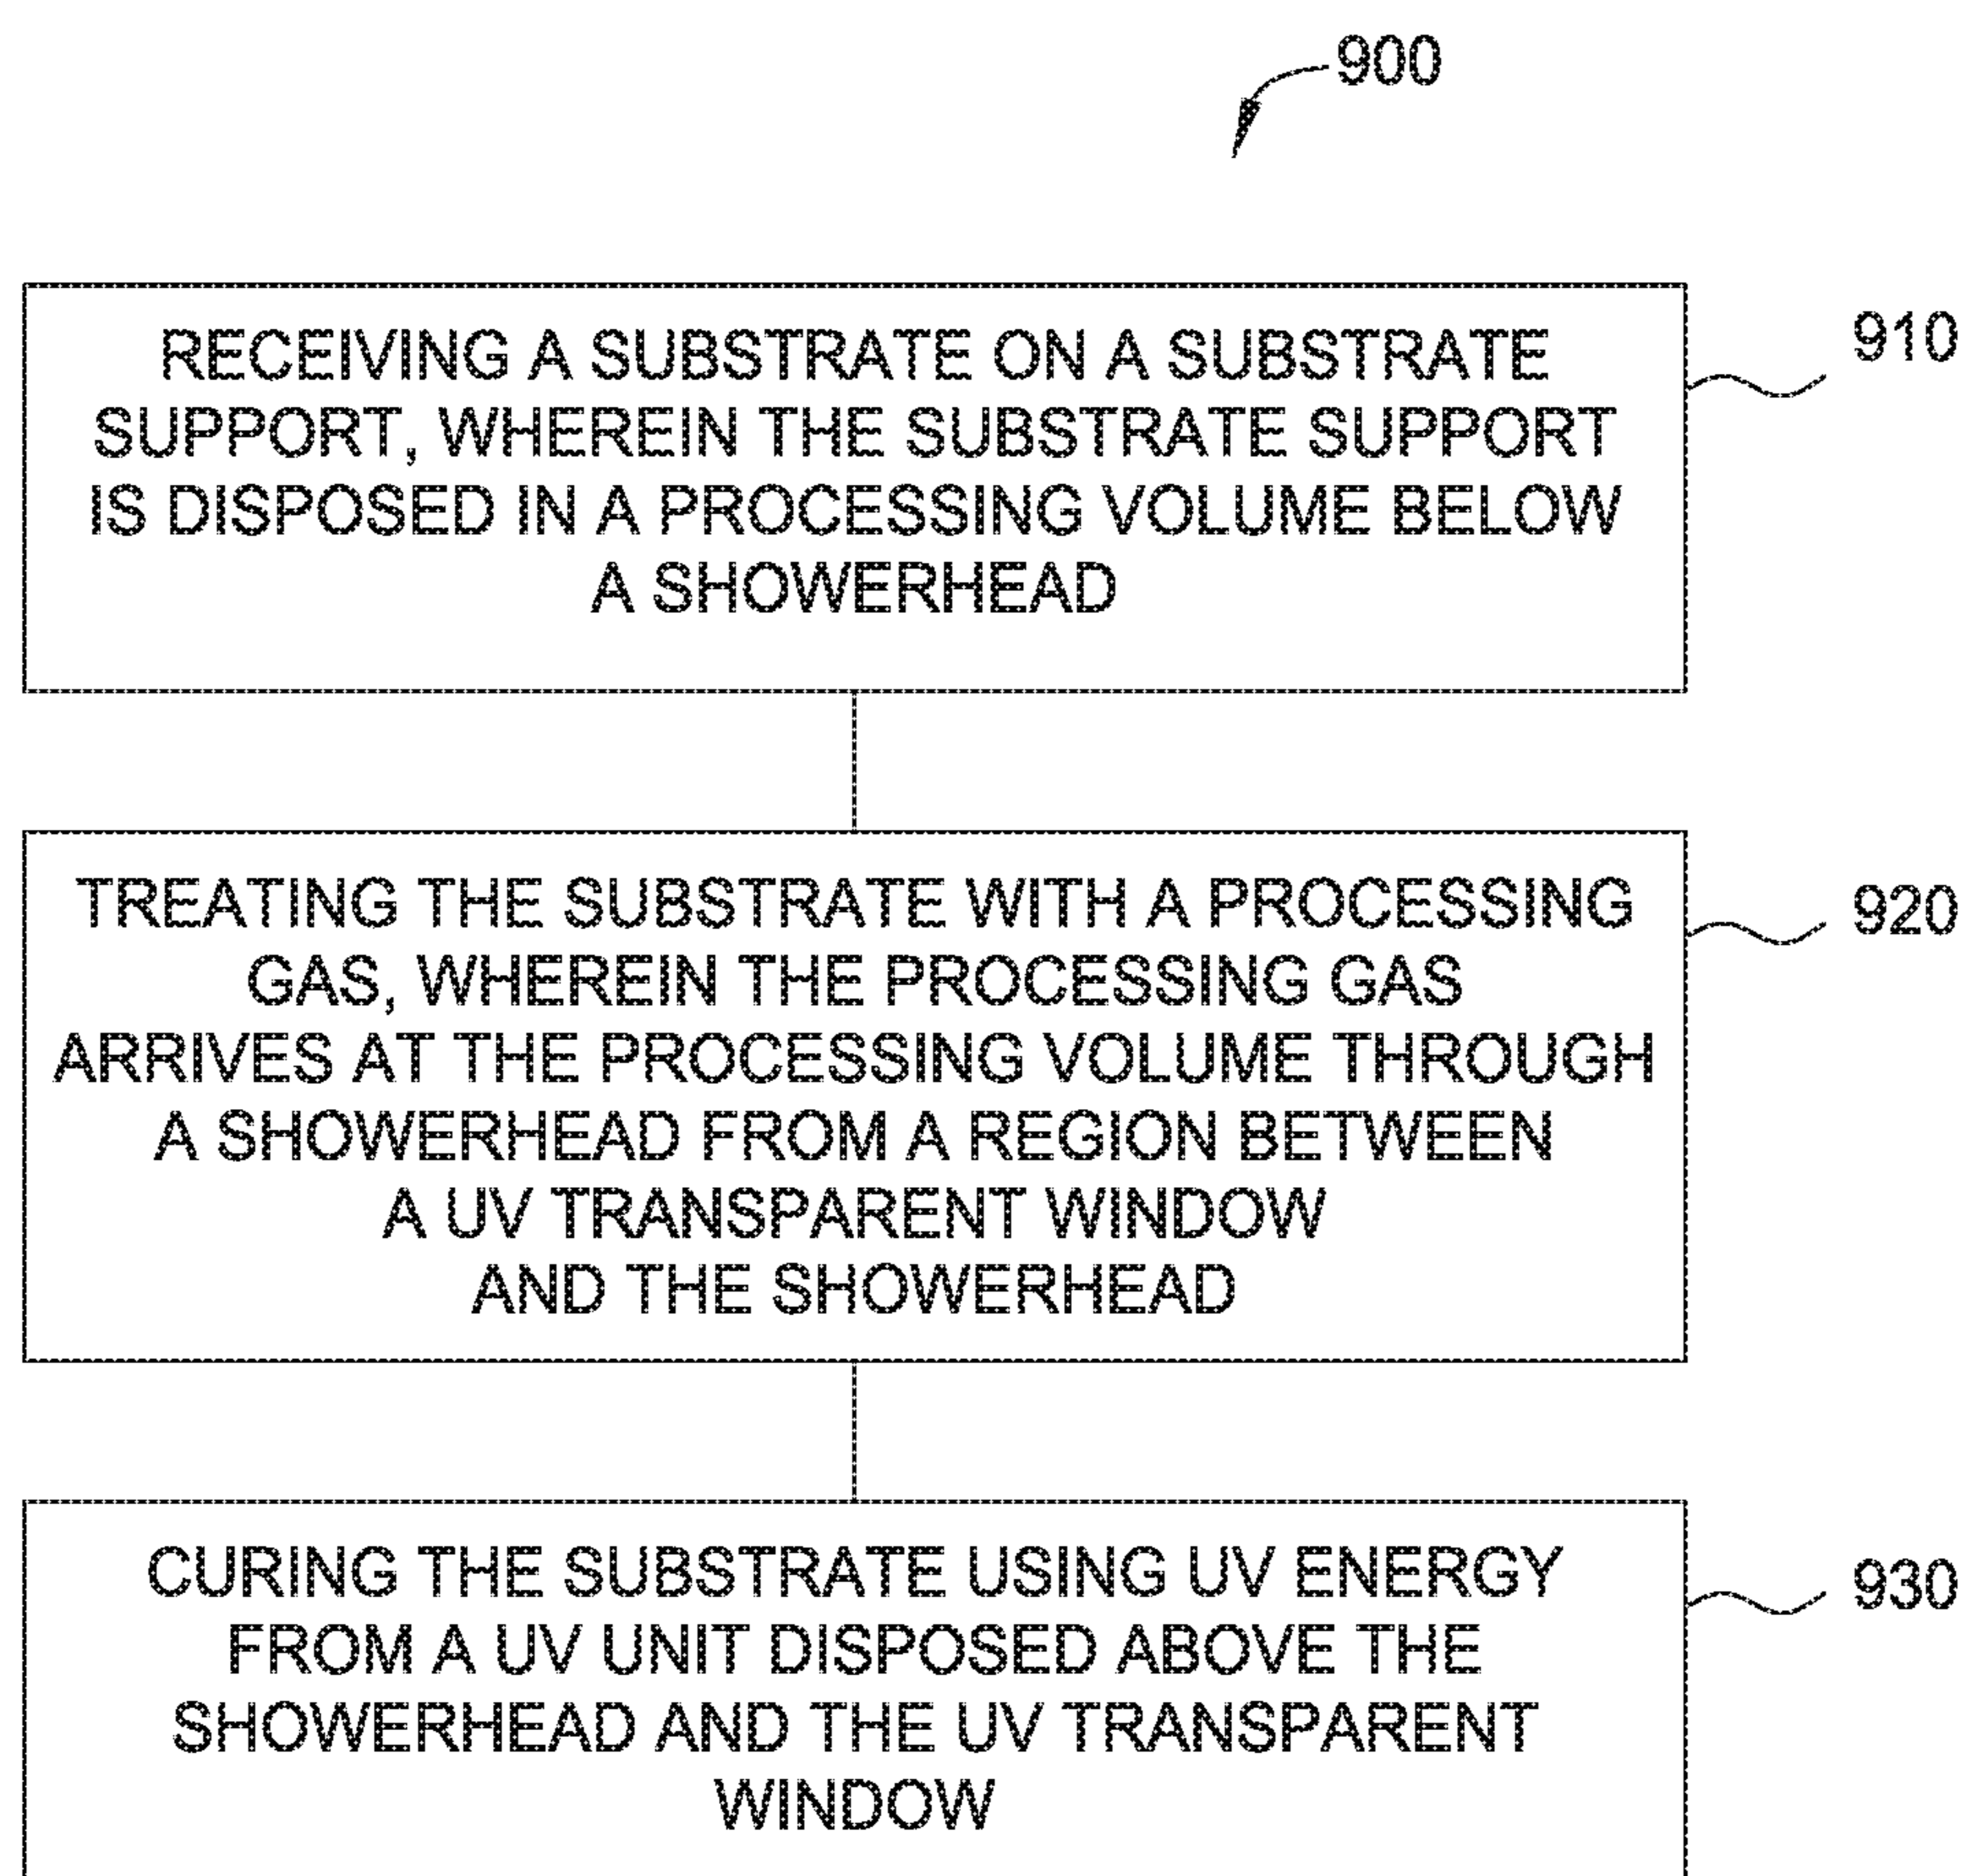 900
RECEIVING A SUBSTRATE ON A SUBSTRATE
SUPPORT, WHEREIN THE SUBSTRATE SUPPORT
IS DISPOSED IN A PROCESSING VOLUME BELOW
A SHOWERHEAD
910
TREATING THE SUBSTRATE WITH A PROCESSING
GAS, WHEREIN THE PROCESSING GAS
ARRIVES AT THE PROCESSING VOLUME THROUGH
A SHOWERHEAD FROM A REGION BETWEEN
A UV TRANSPARENT WINDOW
AND THE SHOWERHEAD
920
CURING THE SUBSTRATE USING UV ENERGY
FROM A UV UNIT DISPOSED ABOVE THE
SHOWERHEAD AND THE UV TRANSPARENT
WINDOW
930